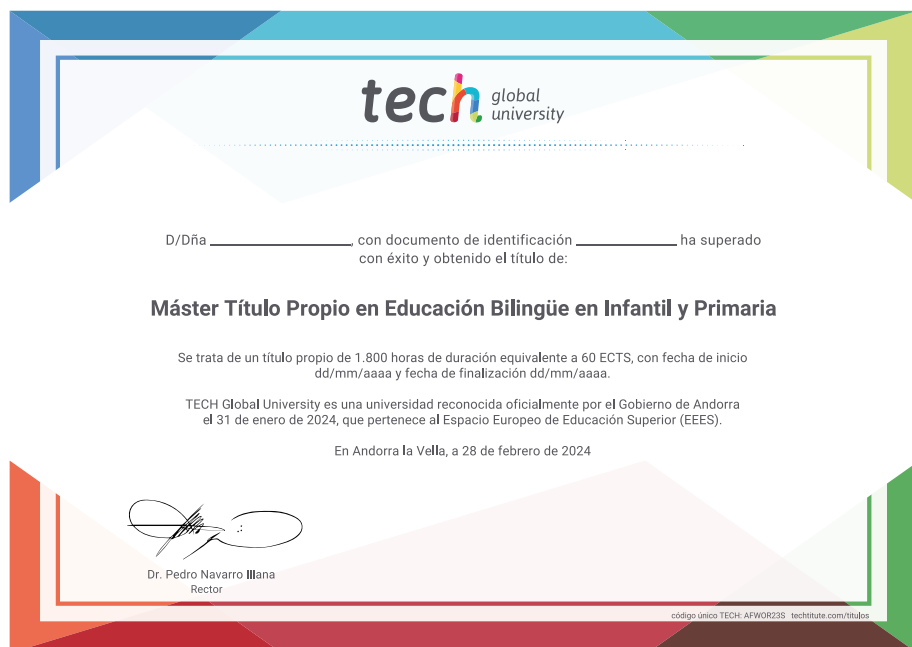 tech global
university
D/Dña ______________, con documento de identificación __________ ha superado
con éxito y obtenido el título de:
Máster Título Propio en Educación Bilingüe en Infantil y Primaria
Se trata de un título propio de 1.800 horas de duración equivalente a 60 ECTS, con fecha de inicio
dd/mm/aaaa y fecha de finalización dd/mm/aaaa.
TECH Global University es una universidad reconocida oficialmente por el Gobierno de Andorra
el 31 de enero de 2024, que pertenece al Espacio Europeo de Educación Superior (EEES).
En Andorra la Vella, a 28 de febrero de 2024
Dr. Pedro Navarro Illana
Rector
código único TECH: AFWOR23S techtitute.com/titulos